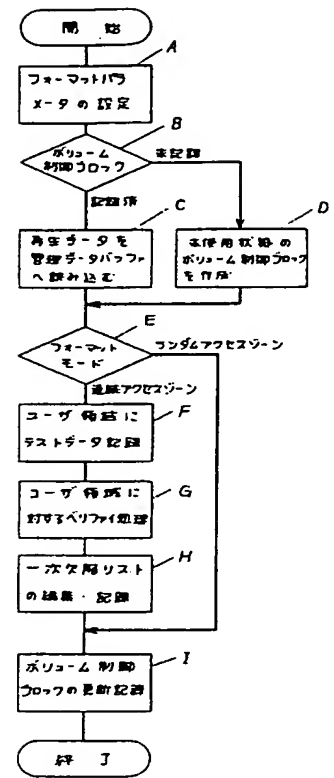 開始
A
フォーマットパラ
メータの設定
B
ボリューム
制御ブロック
未記録
記録済
C
D
再生データを
管理データバッファ
へ読み込む
未使用状態の
ボリューム制御ブロック
を作成
E
フォーマット
モード
ランダムアクセスゾーン
連続アクセスゾーン
F
ユーザ領域に
テストデータ記録
G
ユーザ領域に
対するベリファイ処理
H
一次欠陥リスト
の編集・記録
I
ボリューム制御
ブロックの更新記録
終了